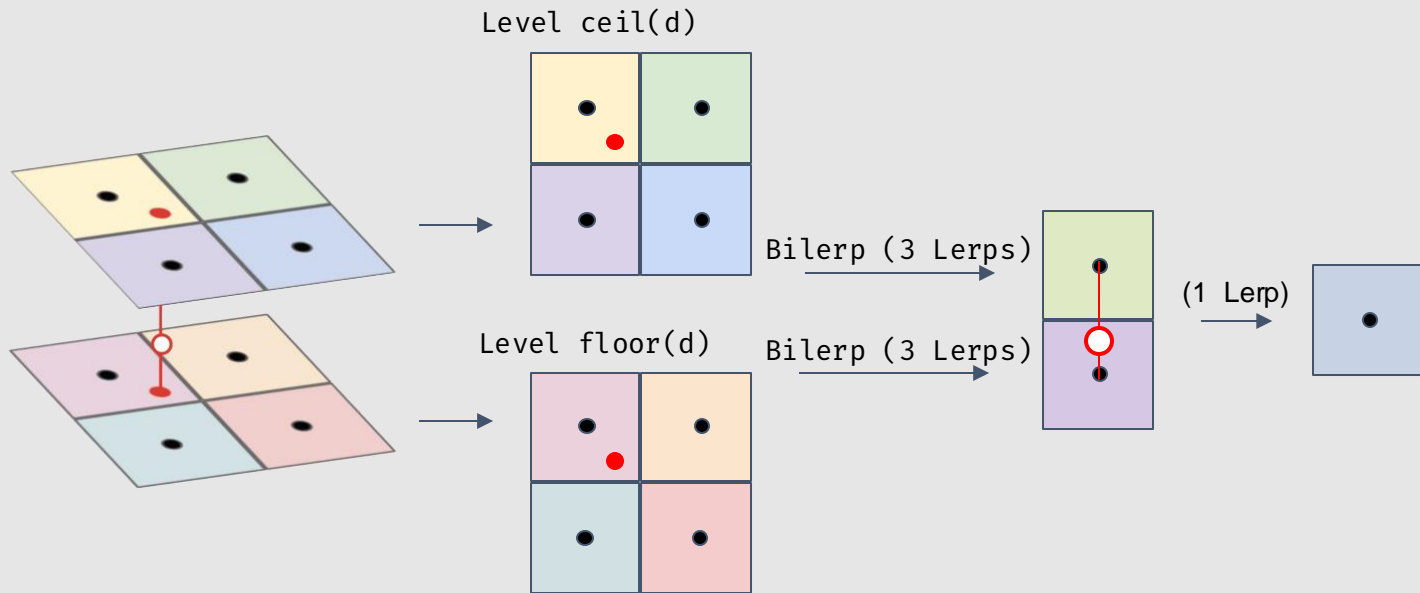 Level ceil(d)
Bilerp (3 Lerps)
(1 Lerp)
Level floor(d)
Bilerp (3 Lerps)